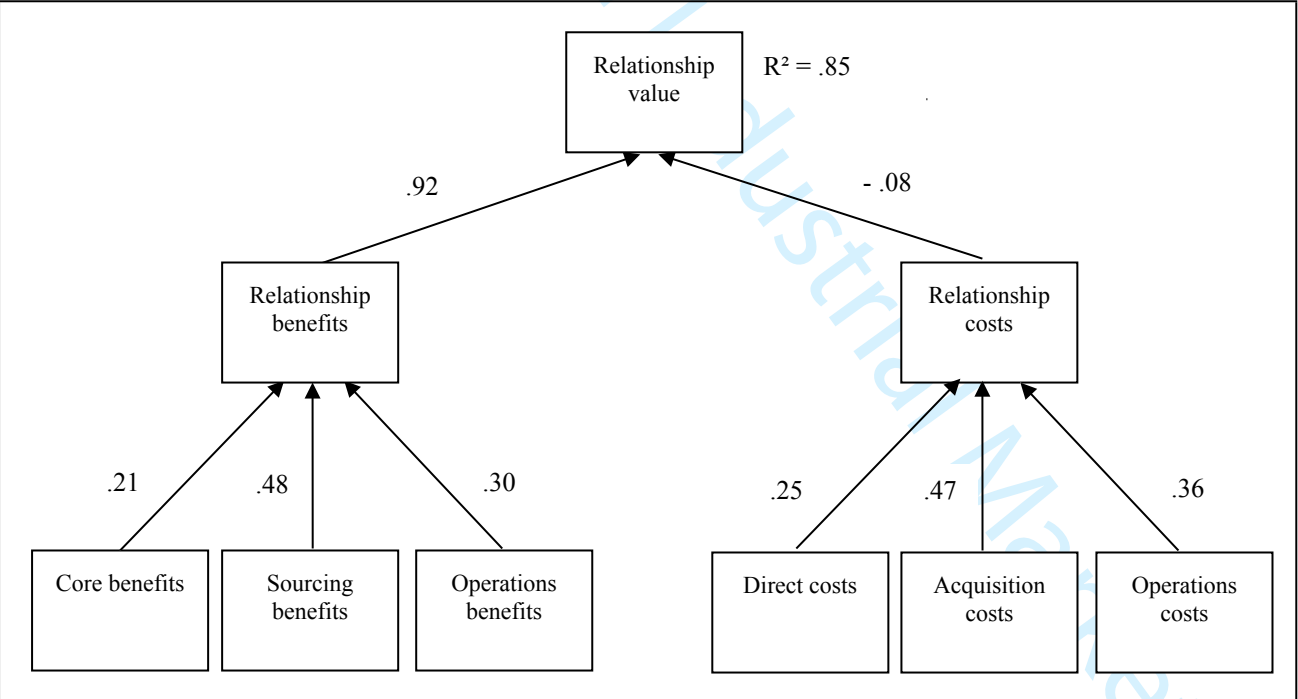 Relationship
value
R² = .85
.92
- .08
Relationship
benefits
Relationship
costs
.21
.48
.30
.25
.47
.36
Core benefits
Sourcing
benefits
Operations
benefits
Direct costs
Acquisition
costs
Operations
costs